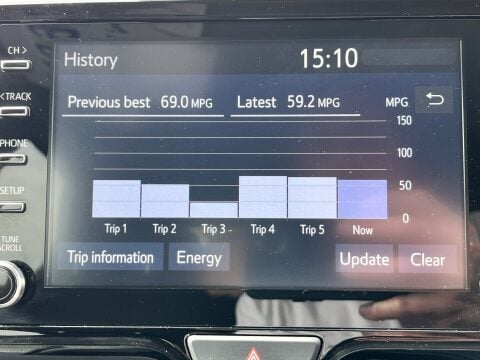 CH >
< TRACK
PHONE
SETUP
TUNE
SCROLL
History
15:10
Previous best 69.0 MPG
Latest 59.2 MPG
MPG
150
100
50
0
Trip 1 Trip 2 Trip 3 Trip 4 Trip 5 Now
Trip information
Energy
Update
Clear